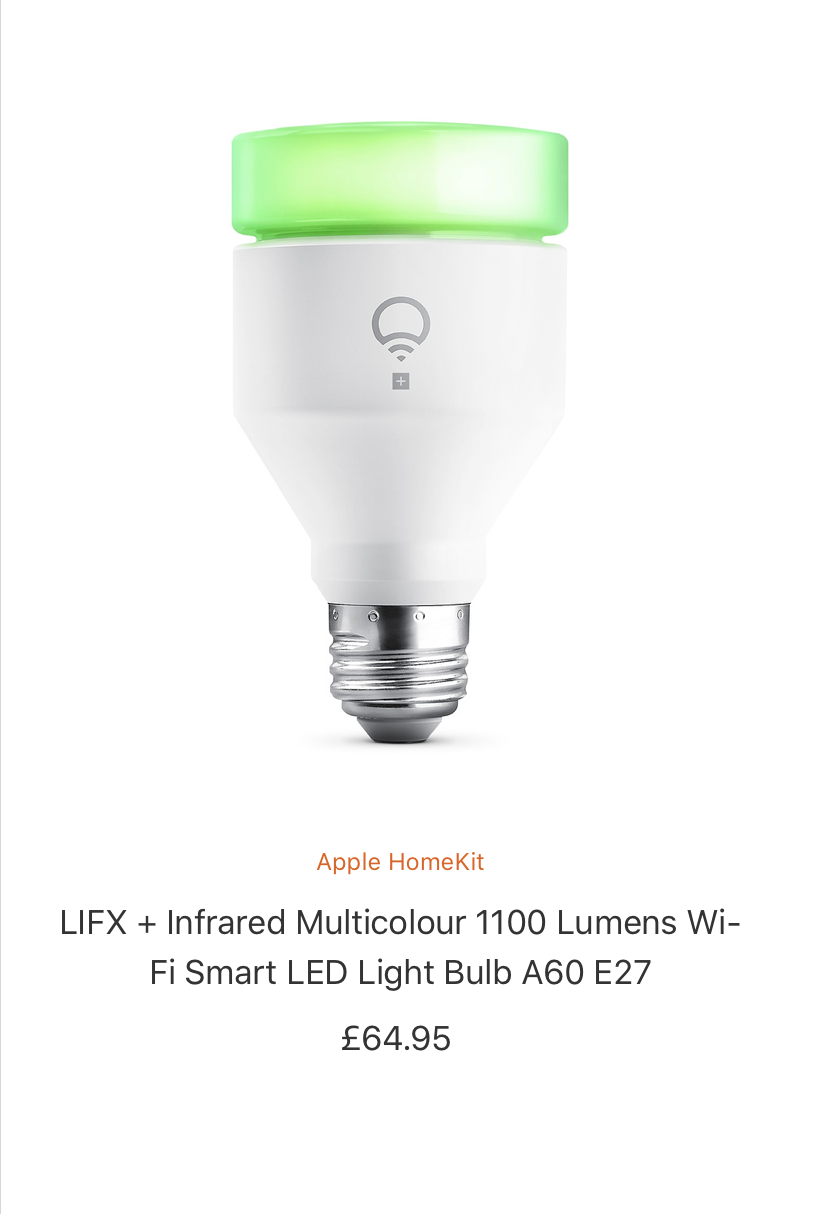 Apple HomeKit
LIFX + Infrared Multicolour 1100 Lumens Wi-
Fi Smart LED Light Bulb A60 E27
£64.95